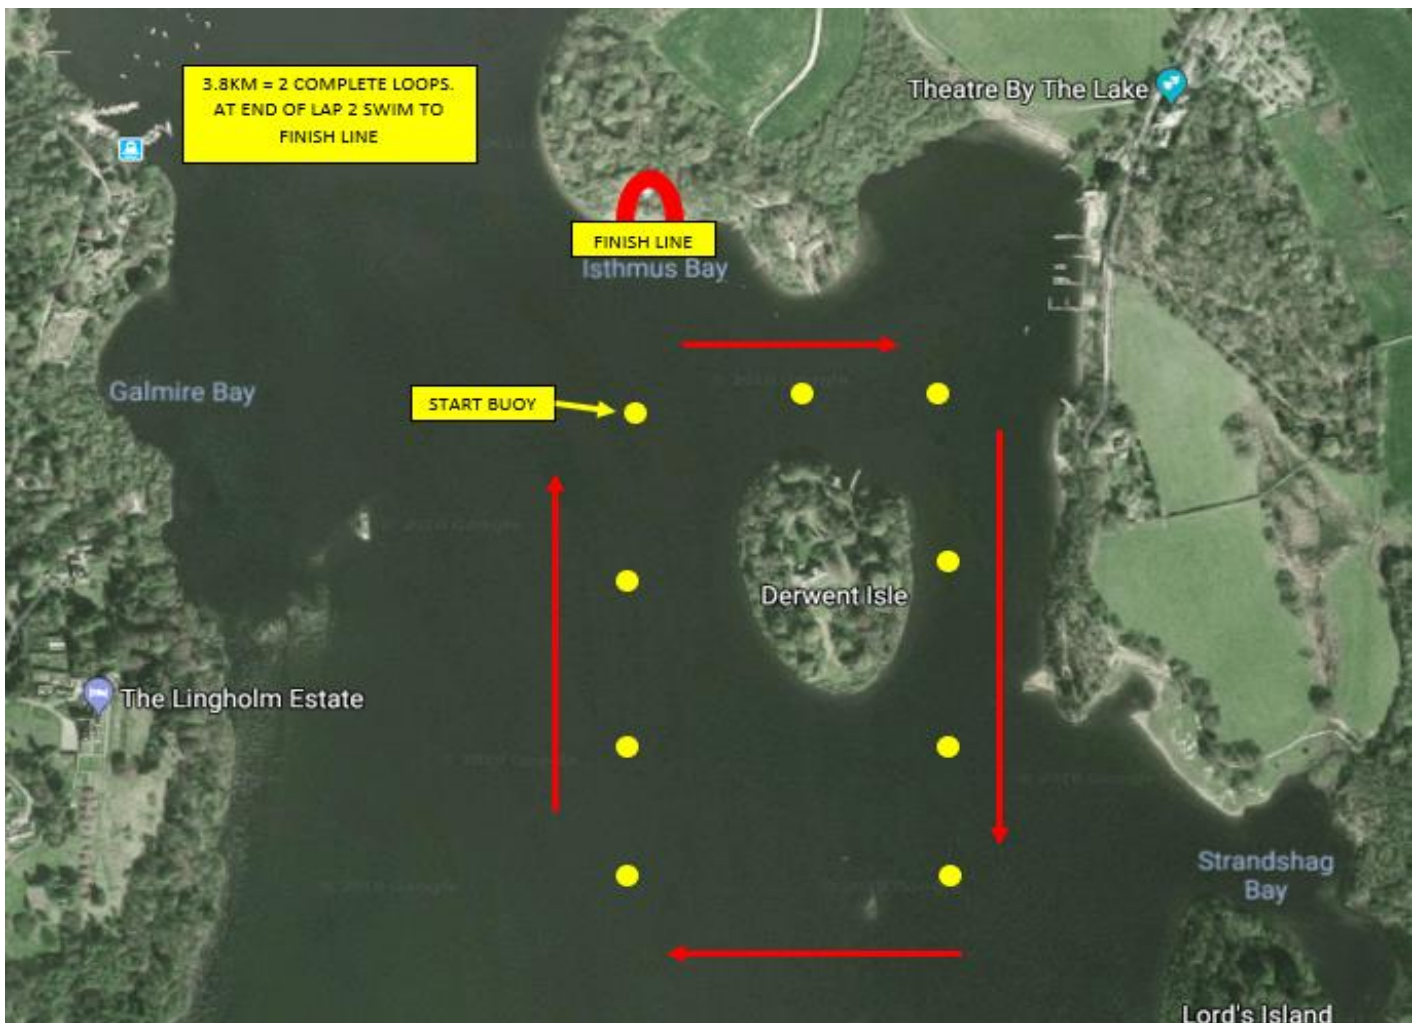 3.8KM = 2 COMPLETE LOOPS.
AT END OF LAP 2 SWIM TO
FINISH LINE
Theatre By The Lake
FINISH LINE
Isthmus Bay
Galmire Bay
START BUOY
Derwent Isle
The Lingholm Estate
Strandshag
Bay
Lord's Island